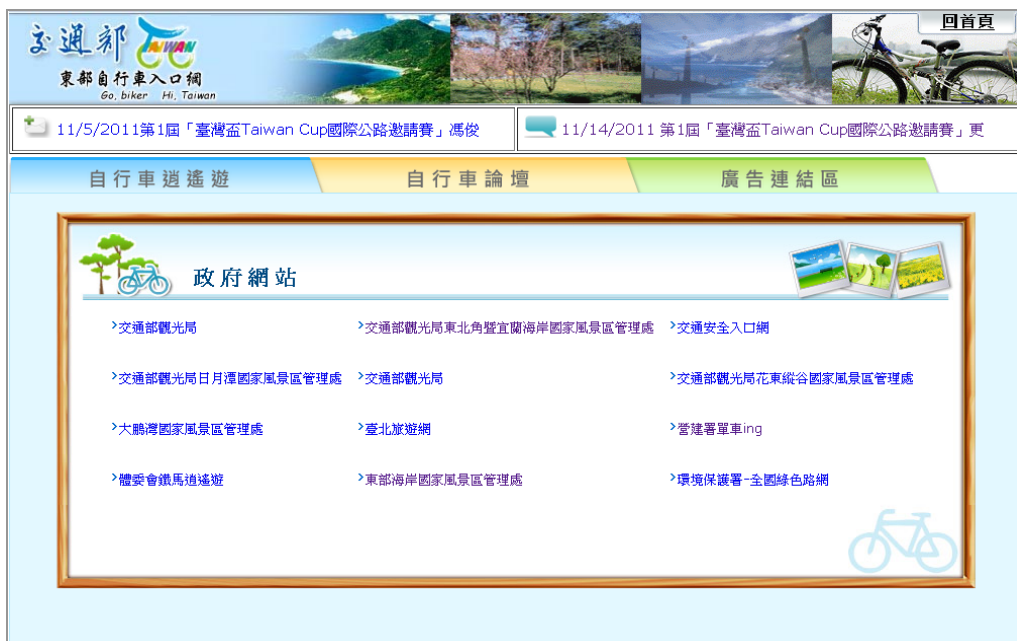 回首頁
交通部 TAIWAN
東部自行車入口網
Go, biker Hi, Taiwan
11/5/2011第1屆「臺灣盃Taiwan Cup國際公路邀請賽」馮俊
11/14/2011 第1屆「臺灣盃Taiwan Cup國際公路邀請賽」更
自行車逍遙遊 自行車論壇 廣告連結區
政府網站
交通部觀光局 交通部觀光局東北角暨宜蘭海岸國家風景區管理處 交通安全入口網
交通部觀光局日月潭國家風景區管理處 交通部觀光局 交通部觀光局花東縱谷國家風景區管理處
大鵬灣國家風景區管理處 臺北旅遊網 營建署單車ing
體委會鐵馬逍遙遊 東部海岸國家風景區管理處 環境保護署-全國綠色路網